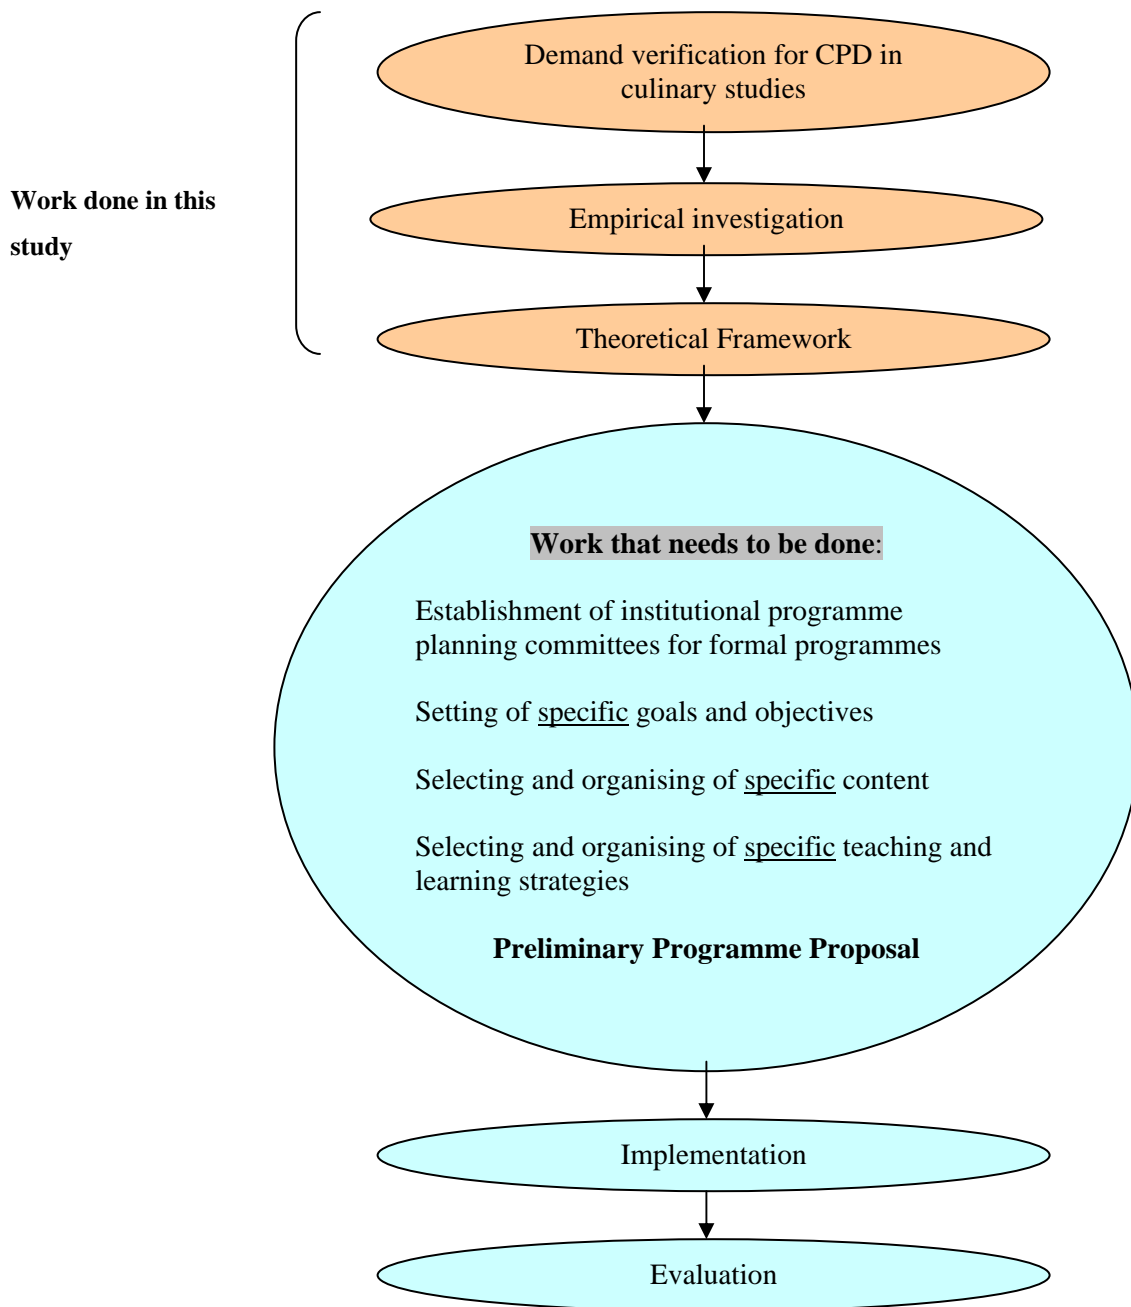 Demand verification for CPD in
culinary studies
Work done in this
study
Empirical investigation
Theoretical Framework
Work that needs to be done:
Establishment of institutional programme
planning committees for formal programmes
Setting of specific goals and objectives
Selecting and organising of specific content
Selecting and organising of specific teaching and
learning strategies
Preliminary Programme Proposal
Implementation
Evaluation